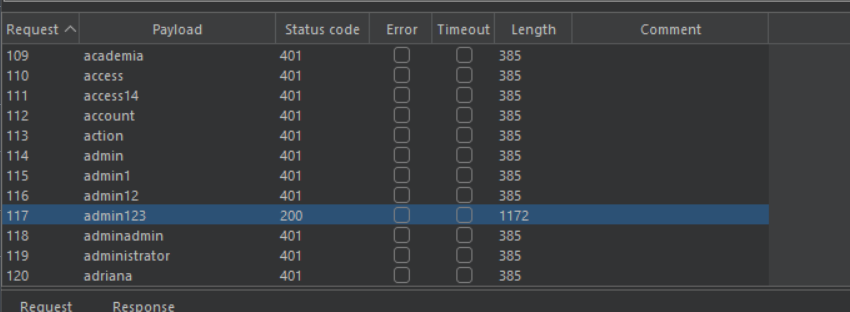 Request Payload Status code Error Timeout Length Comment
109 academia 401 385
110 access 401 385
111 access14 401 385
112 account 401 385
113 action 401 385
114 admin 401 385
115 admin1 401 385
116 admin12 401 385
117 admin123 200 1172
118 adminadmin 401 385
119 administrator 401 385
120 adriana 401 385
Request Response